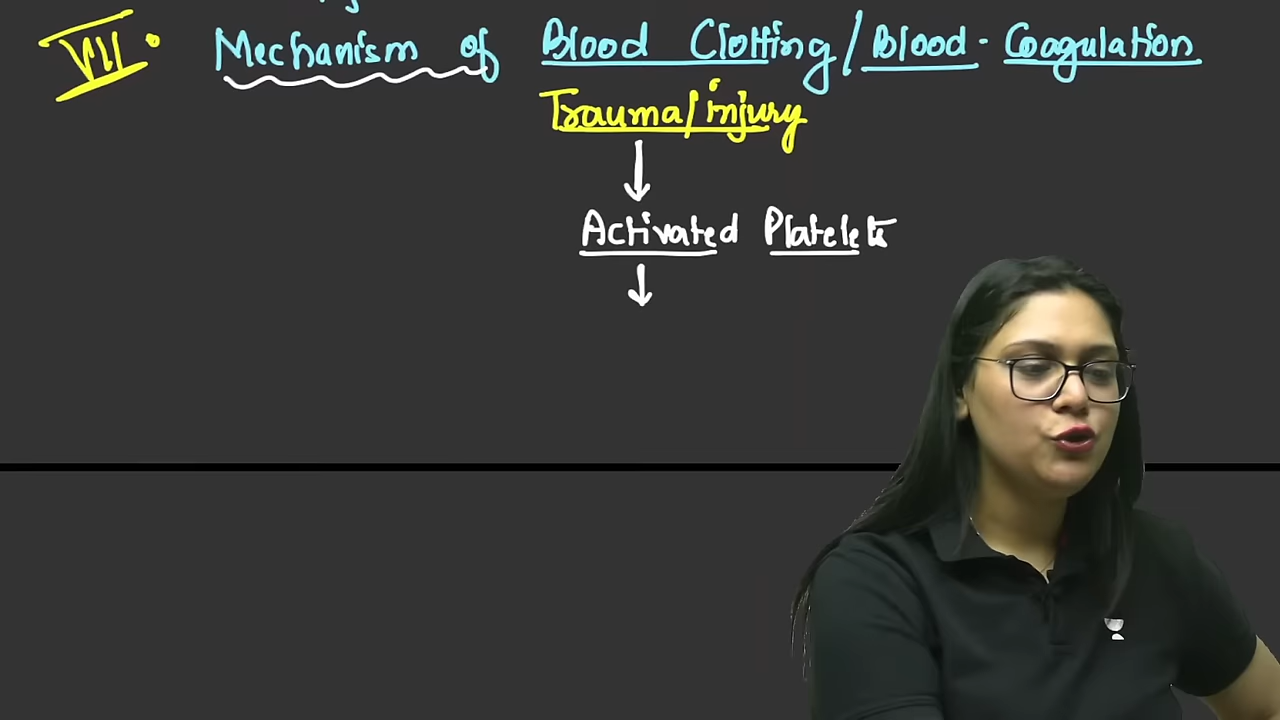 VII. Mechanism of Blood Clotting/Blood-Coagulation
Trauma/injury
Activated Platelets